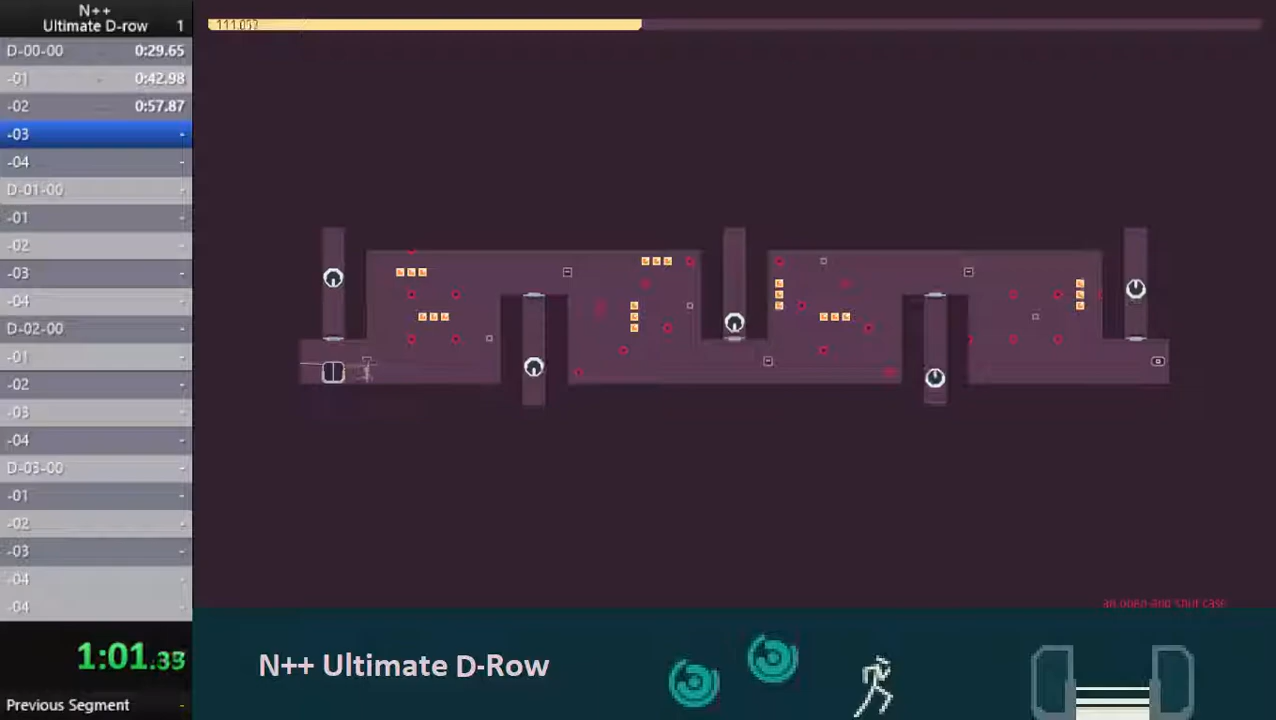 N++
Ultimate D-row 1
D-00-00 0:29.65
-01 - 0:42.98
-02 - 0:57.87
-03 -
-04 -
D-01-00 -
-01 -
-02 -
-03 -
-04 -
D-02-00 -
-01 -
-02 -
-03 -
-04 -
D-03-00 -
-01 -
-02 -
-03 -
-04 -
-04 -
1:01.33
Previous Segment -
an open and shut case
N++ Ultimate D-Row